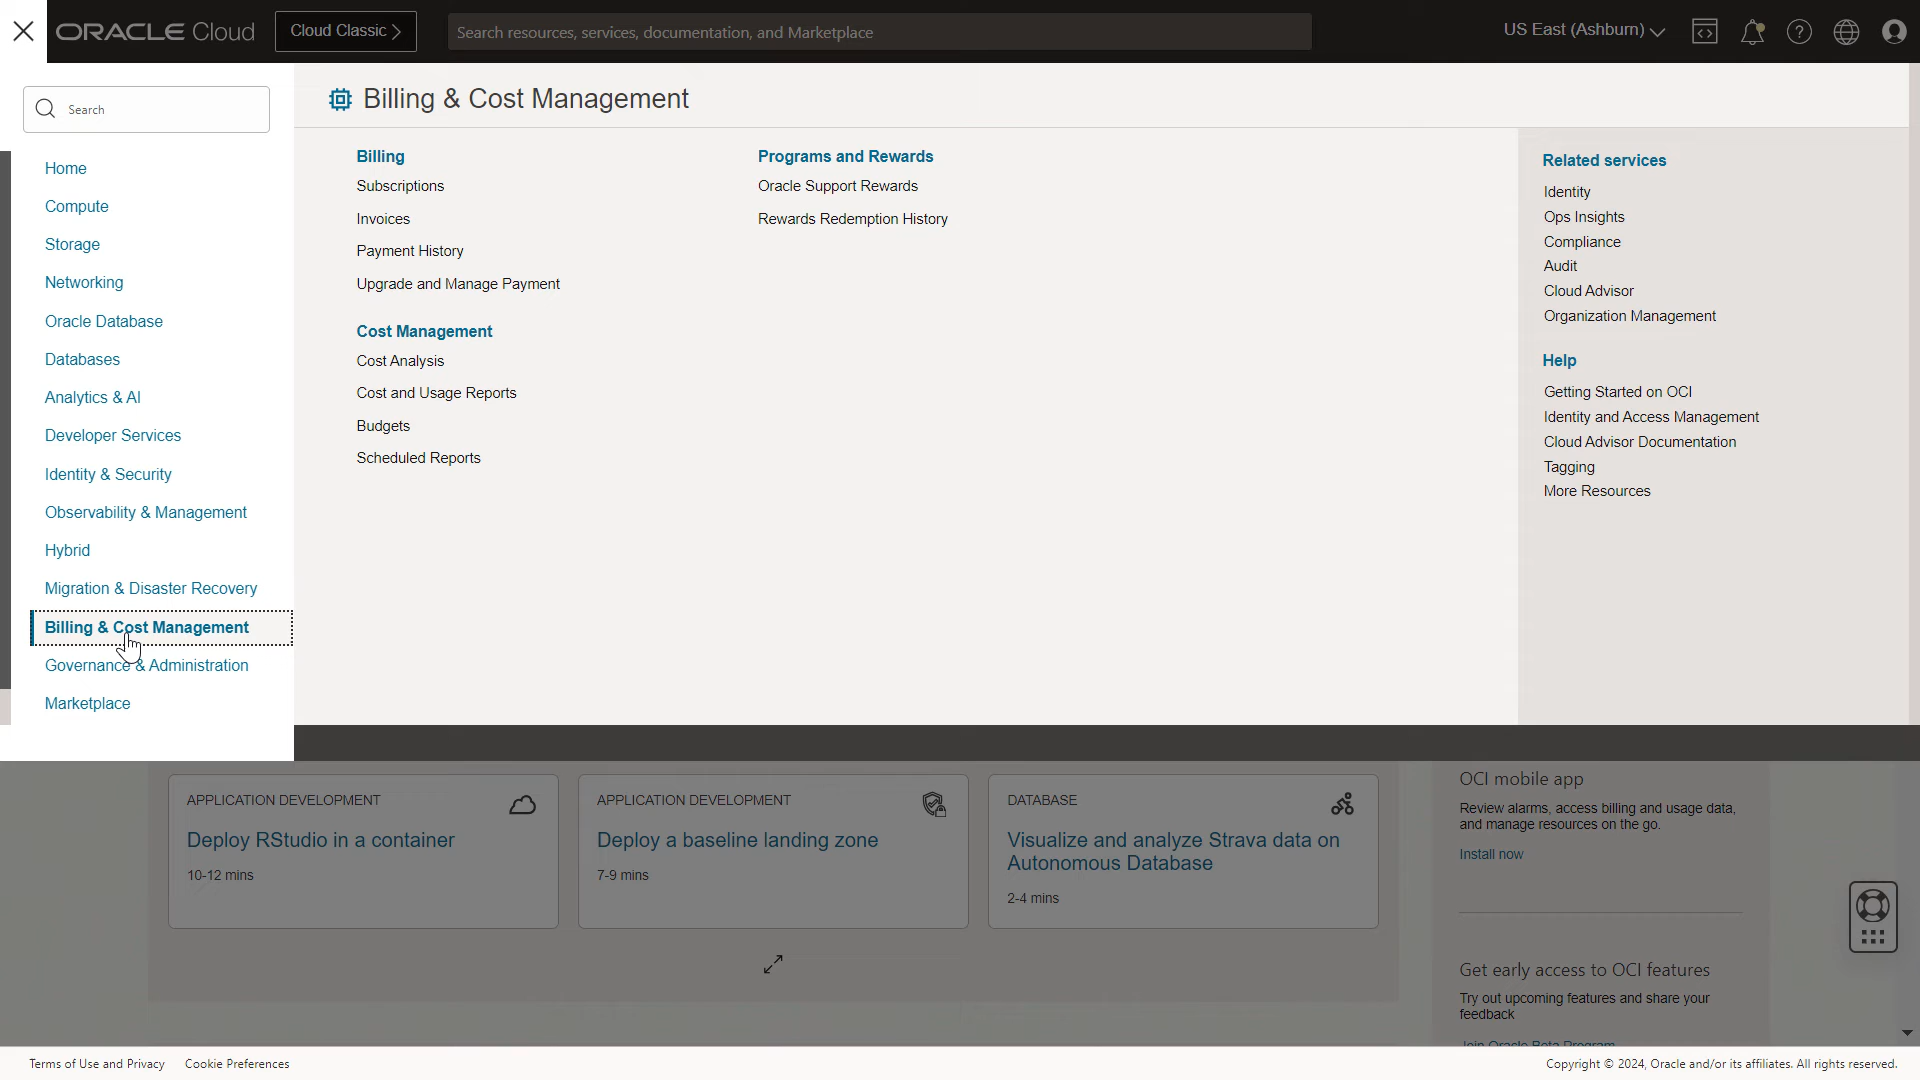 ORACLE Cloud
Cloud Classic
Search resources, services, documentation, and Marketplace
US East (Ashburn)
Search
Home
Compute
Storage
Networking
Oracle Database
Databases
Analytics & AI
Developer Services
Identity & Security
Observability & Management
Hybrid
Migration & Disaster Recovery
Billing & Cost Management
Governance & Administration
Marketplace
Billing & Cost Management
Billing
Subscriptions
Invoices
Payment History
Upgrade and Manage Payment
Cost Management
Cost Analysis
Cost and Usage Reports
Budgets
Scheduled Reports
Programs and Rewards
Oracle Support Rewards
Rewards Redemption History
Related services
Identity
Ops Insights
Compliance
Audit
Cloud Advisor
Organization Management
Help
Getting Started on OCI
Identity and Access Management
Cloud Advisor Documentation
Tagging
More Resources
APPLICATION DEVELOPMENT
Deploy RStudio in a container
10-12 mins
APPLICATION DEVELOPMENT
Deploy a baseline landing zone
7-9 mins
DATABASE
Visualize and analyze Strava data on
Autonomous Database
2-4 mins
OCI mobile app
Review alarms, access billing and usage data,
and manage resources on the go.
Install now
Get early access to OCI features
Try out upcoming features and share your
feedback
Join Oracle Beta Program
Terms of Use and Privacy
Cookie Preferences
Copyright © 2024, Oracle and/or its affiliates. All rights reserved.